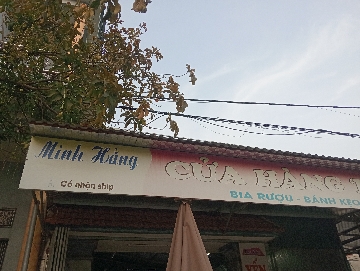 Minh Hằng
Có nhận ship
CỬA HÀNG
BIA RƯỢU - BÁNH KẸO